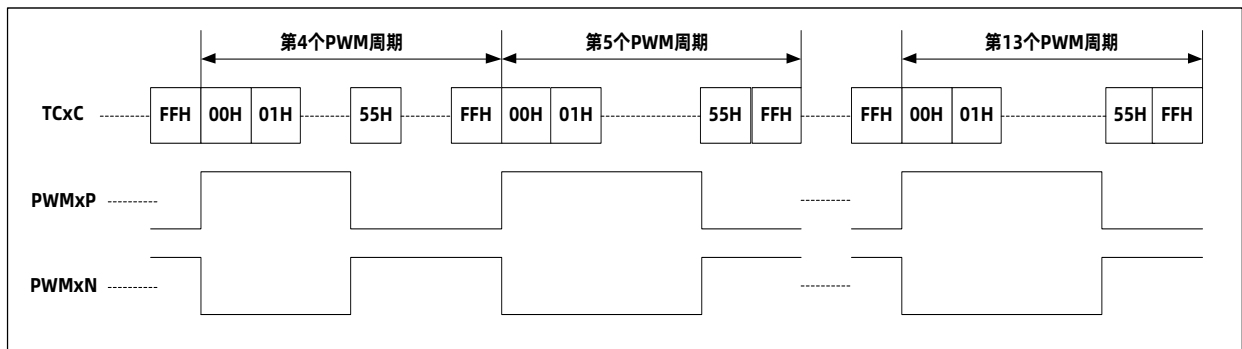 第4个PWM周期 第5个PWM周期 第13个PWM周期
TCxC FFH 00H 01H 55H FFH 00H 01H 55H FFH FFH 00H 01H 55H FFH
PWMxP
PWMxN